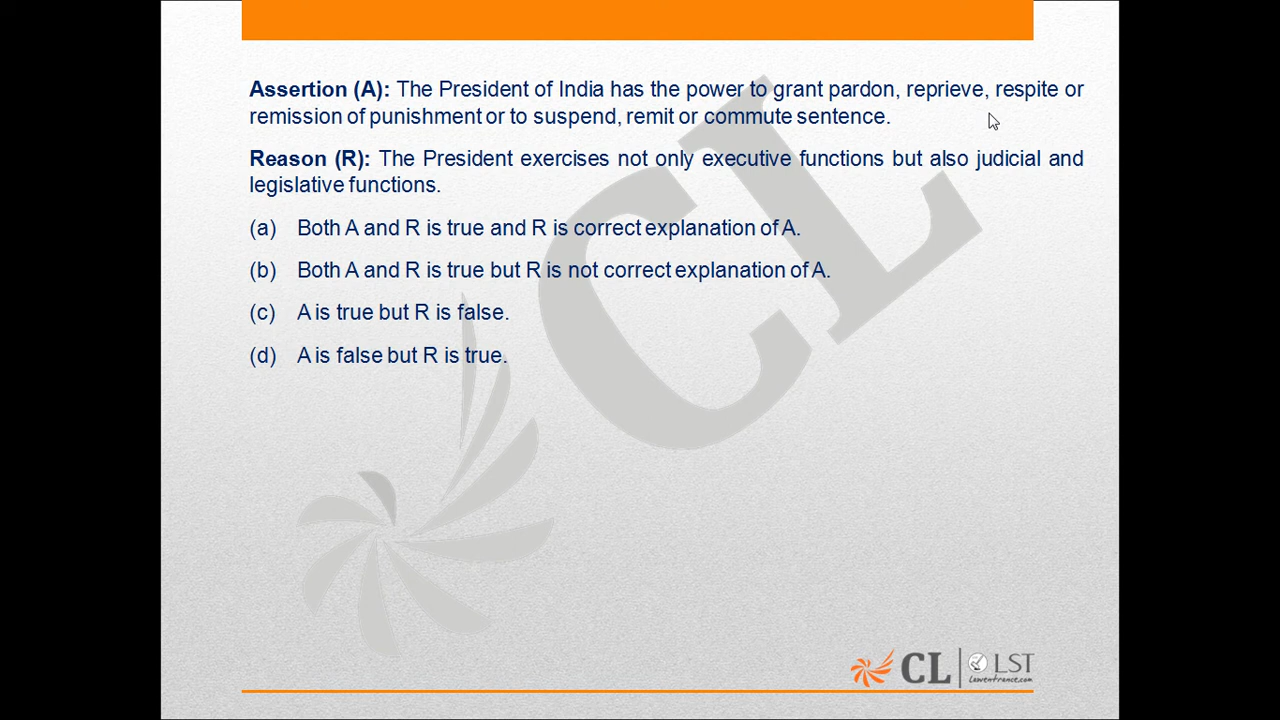 Assertion (A): The President of India has the power to grant pardon, reprieve, respite or
remission of punishment or to suspend, remit or commute sentence.
Reason (R): The President exercises not only executive functions but also judicial and
legislative functions.
(a) Both A and R is true and R is correct explanation of A.
(b) Both A and R is true but R is not correct explanation of A.
(c) A is true but R is false.
(d) A is false but R is true.
CL
CL LST
Lawentrance.com